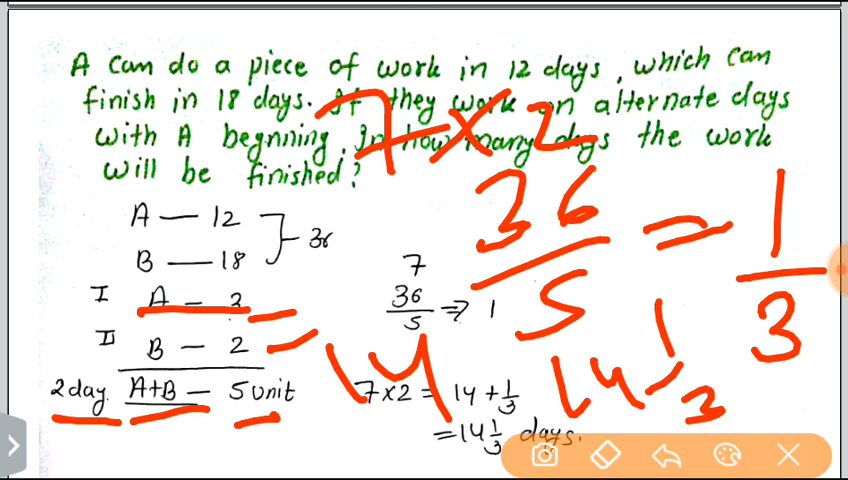 A can do a piece of work in 12 days, which can
finish in 18 days. If they work on alternate days
with A begnning. In how many days the work
will be finished?
7×2
A — 12
B — 18
36
I A — 3
II B — 2
2 day. A+B — 5 unit
7
36/5 ⇒ 1
7×2 = 14 + 1/3
= 14 1/3 days.
36/5 = 1/3
14
14 1/3